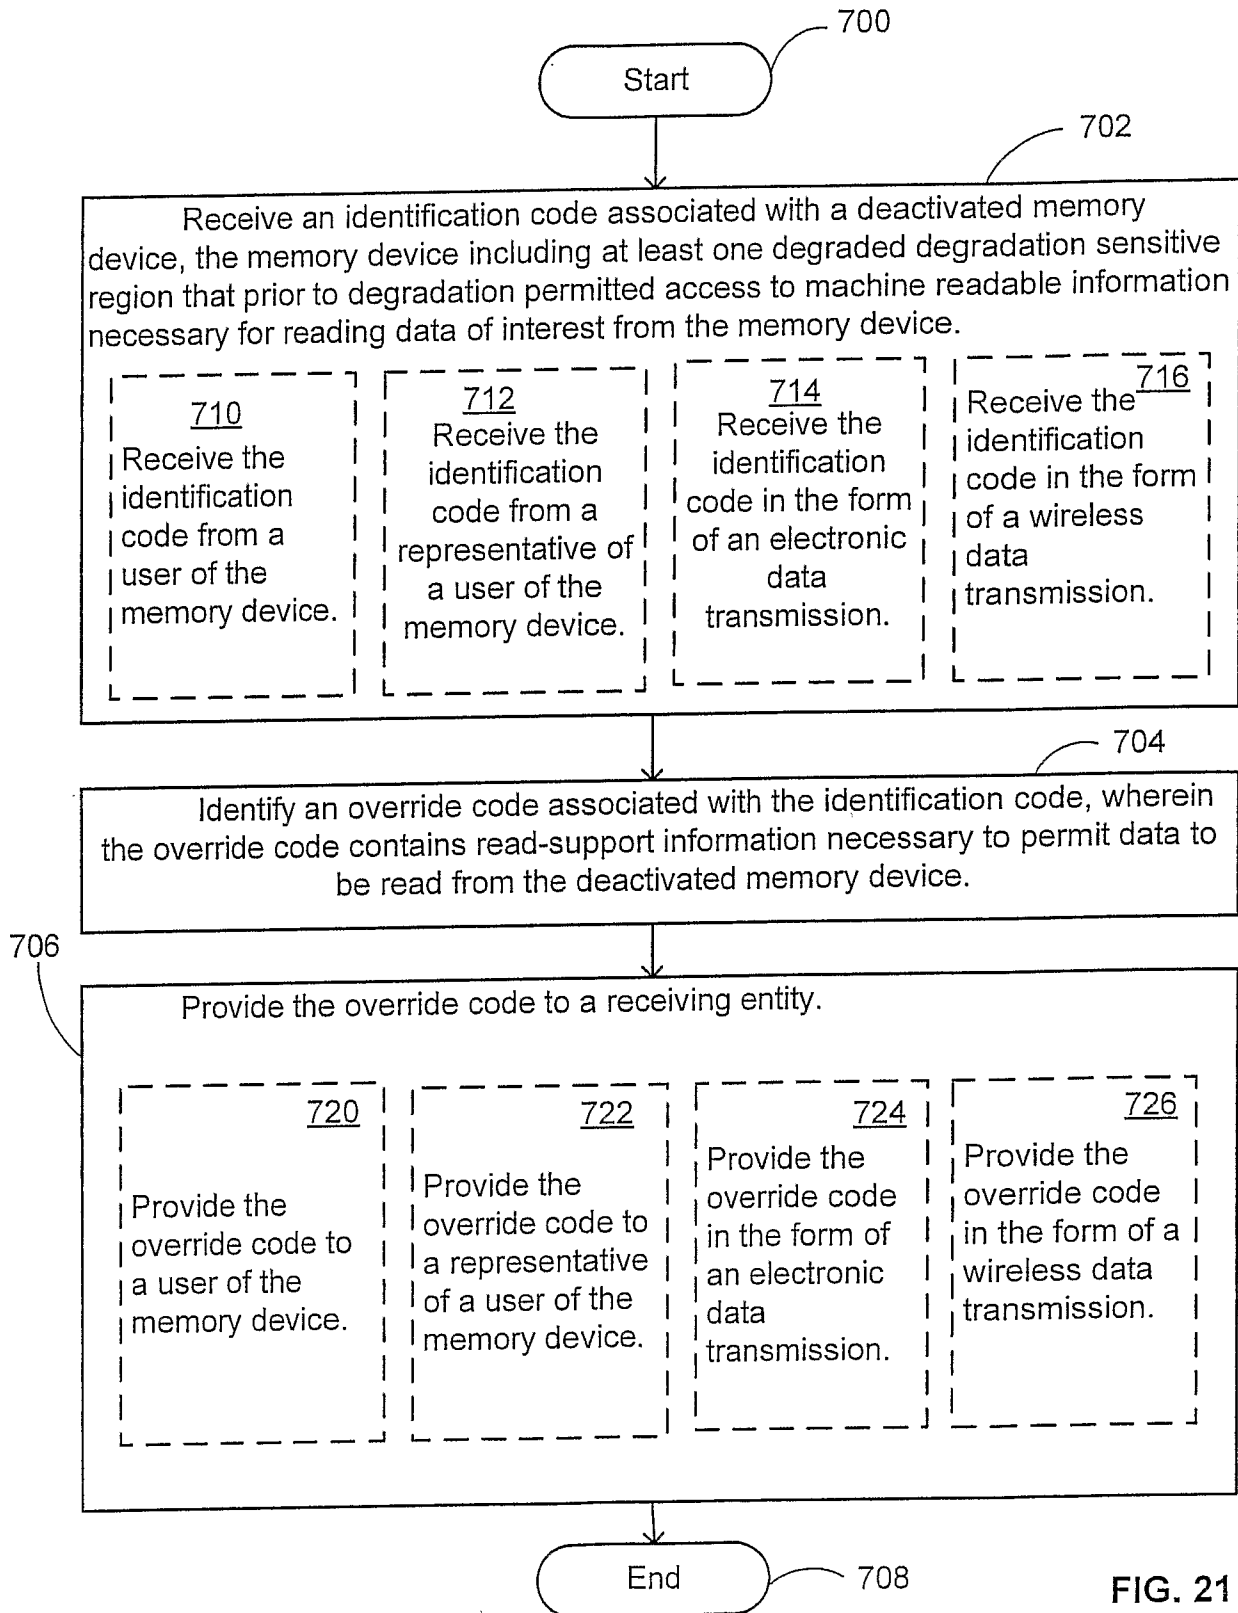 700
Start
702
Receive an identification code associated with a deactivated memory
device, the memory device including at least one degraded degradation sensitive
region that prior to degradation permitted access to machine readable information
necessary for reading data of interest from the memory device.
710
Receive the
identification
code from a
user of the
memory device.
712
Receive the
identification
code from a
representative of
a user of the
memory device.
714
Receive the
identification
code in the form
of an electronic
data
transmission.
716
Receive the
identification
code in the form
of a wireless
data
transmission.
704
Identify an override code associated with the identification code, wherein
the override code contains read-support information necessary to permit data to
be read from the deactivated memory device.
706
Provide the override code to a receiving entity.
720
Provide the
override code to
a user of the
memory device.
722
Provide the
override code to
a representative
of a user of the
memory device.
724
Provide the
override code
in the form of
an electronic
data
transmission.
726
Provide the
override code
in the form of a
wireless data
transmission.
End
708
FIG. 21